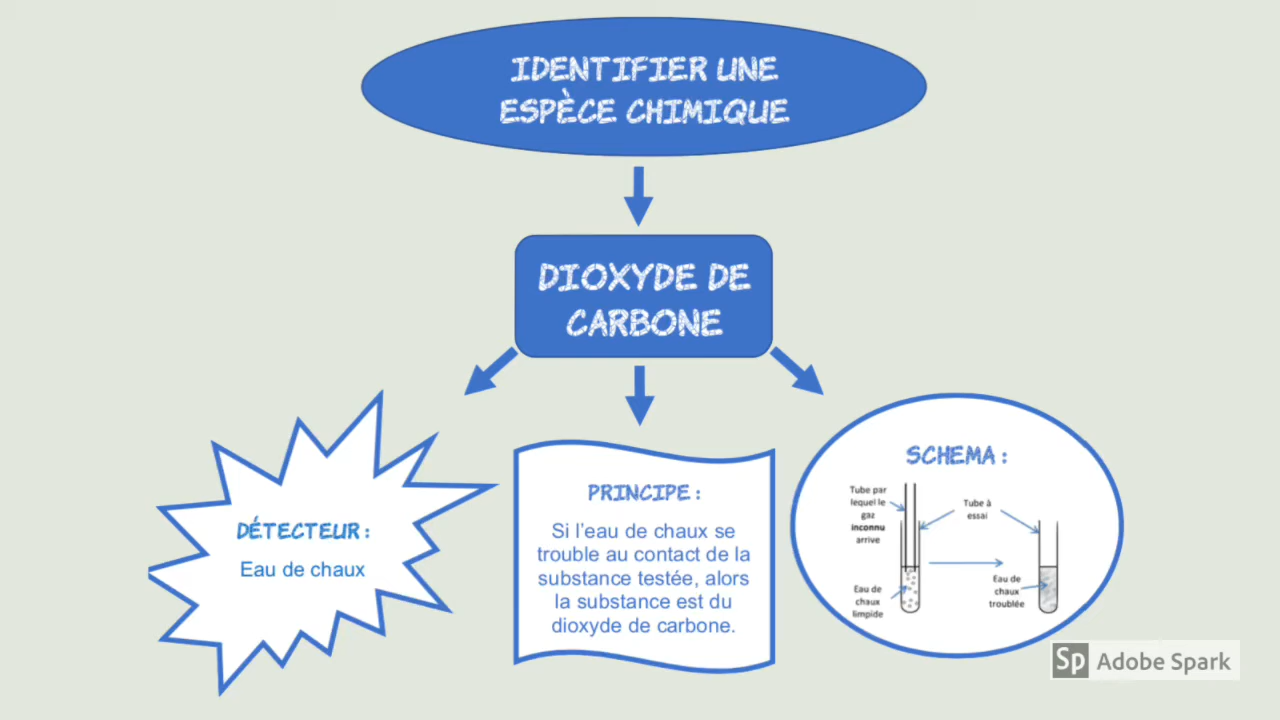 IDENTIFIER UNE
ESPÈCE CHIMIQUE
DIOXYDE DE
CARBONE
DÉTECTEUR :
Eau de chaux
PRINCIPE :
Si l'eau de chaux se
trouble au contact de la
substance testée, alors
la substance est du
dioxyde de carbone.
SCHEMA :
Tube par
lequel le
gaz
inconnu
arrive
Tube à
essai
Eau de
chaux
limpide
Eau de
chaux
troublée
Sp Adobe Spark